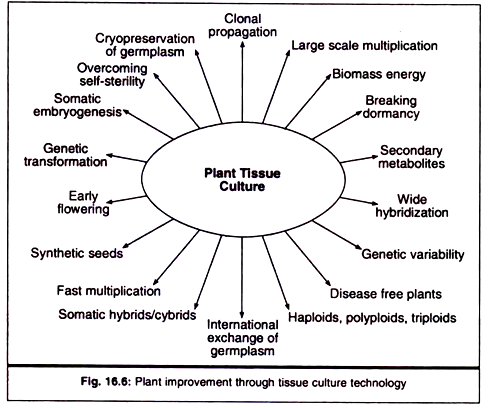 Clonal
propagation
Large scale multiplication
Biomass energy
Breaking
dormancy
Secondary
metabolites
Wide
hybridization
Genetic variability
Disease free plants
Haploids, polyploids, triploids
International
exchange of
germplasm
Somatic hybrids/cybrids
Fast multiplication
Synthetic seeds
Early
flowering
Genetic
transformation
Somatic
embryogenesis
Overcoming
self-sterility
Cryopreservation
of germplasm
Plant Tissue
Culture
Fig. 16.6: Plant improvement through tissue culture technology